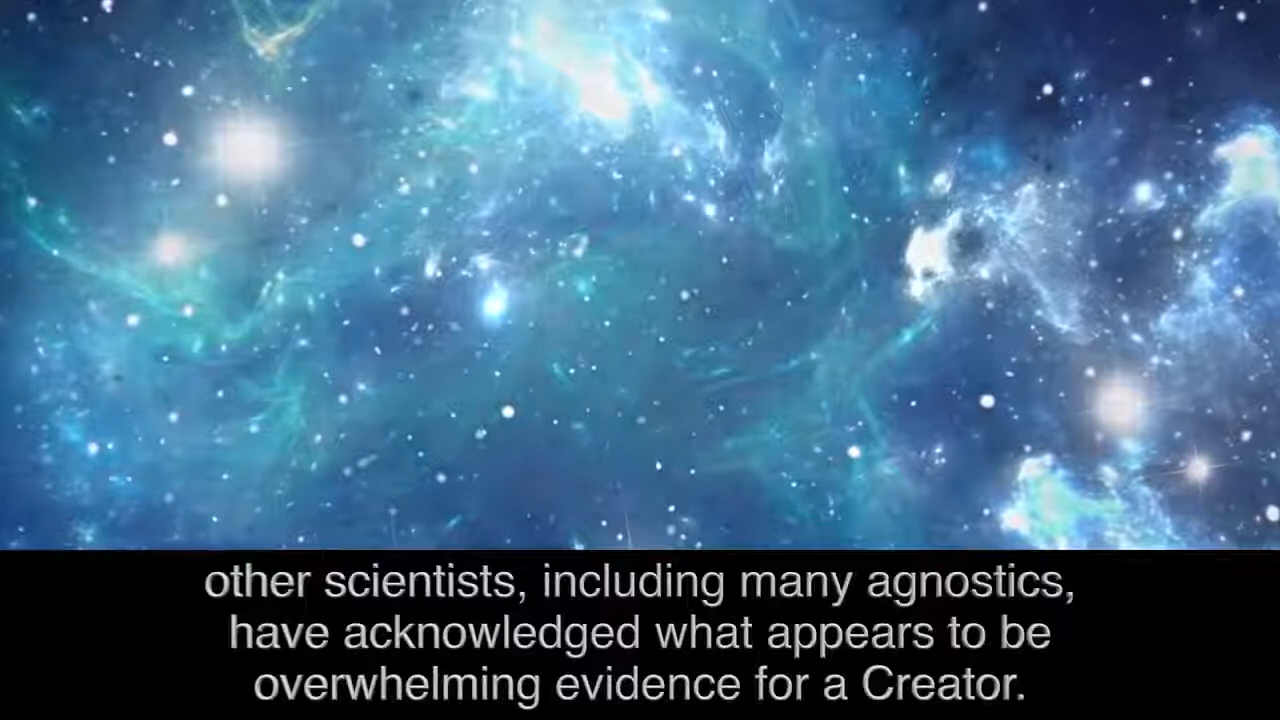 other scientists, including many agnostics,
have acknowledged what appears to be
overwhelming evidence for a Creator.